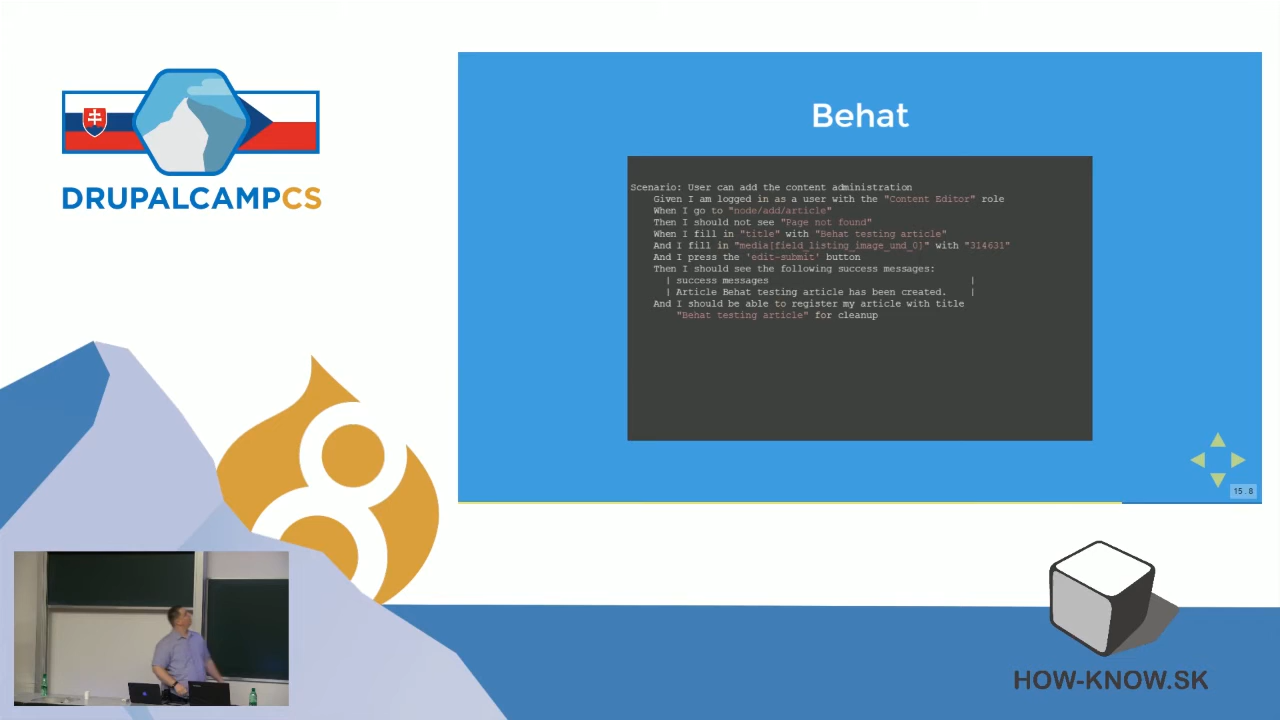 DRUPALCAMPCS
Behat
Scenario: User can add the content administration
Given I am logged in as a user with the "Content Editor" role
When I go to "node/add/article"
Then I should not see "Page not found"
When I fill in "title" with "Behat testing article"
And I fill in "media[field_listing_image_und_0]" with "314631"
And I press the 'edit-submit' button
Then I should see the following success messages:
| success messages |
| Article Behat testing article has been created. |
And I should be able to register my article with title
"Behat testing article" for cleanup
15.8
HOW-KNOW.SK